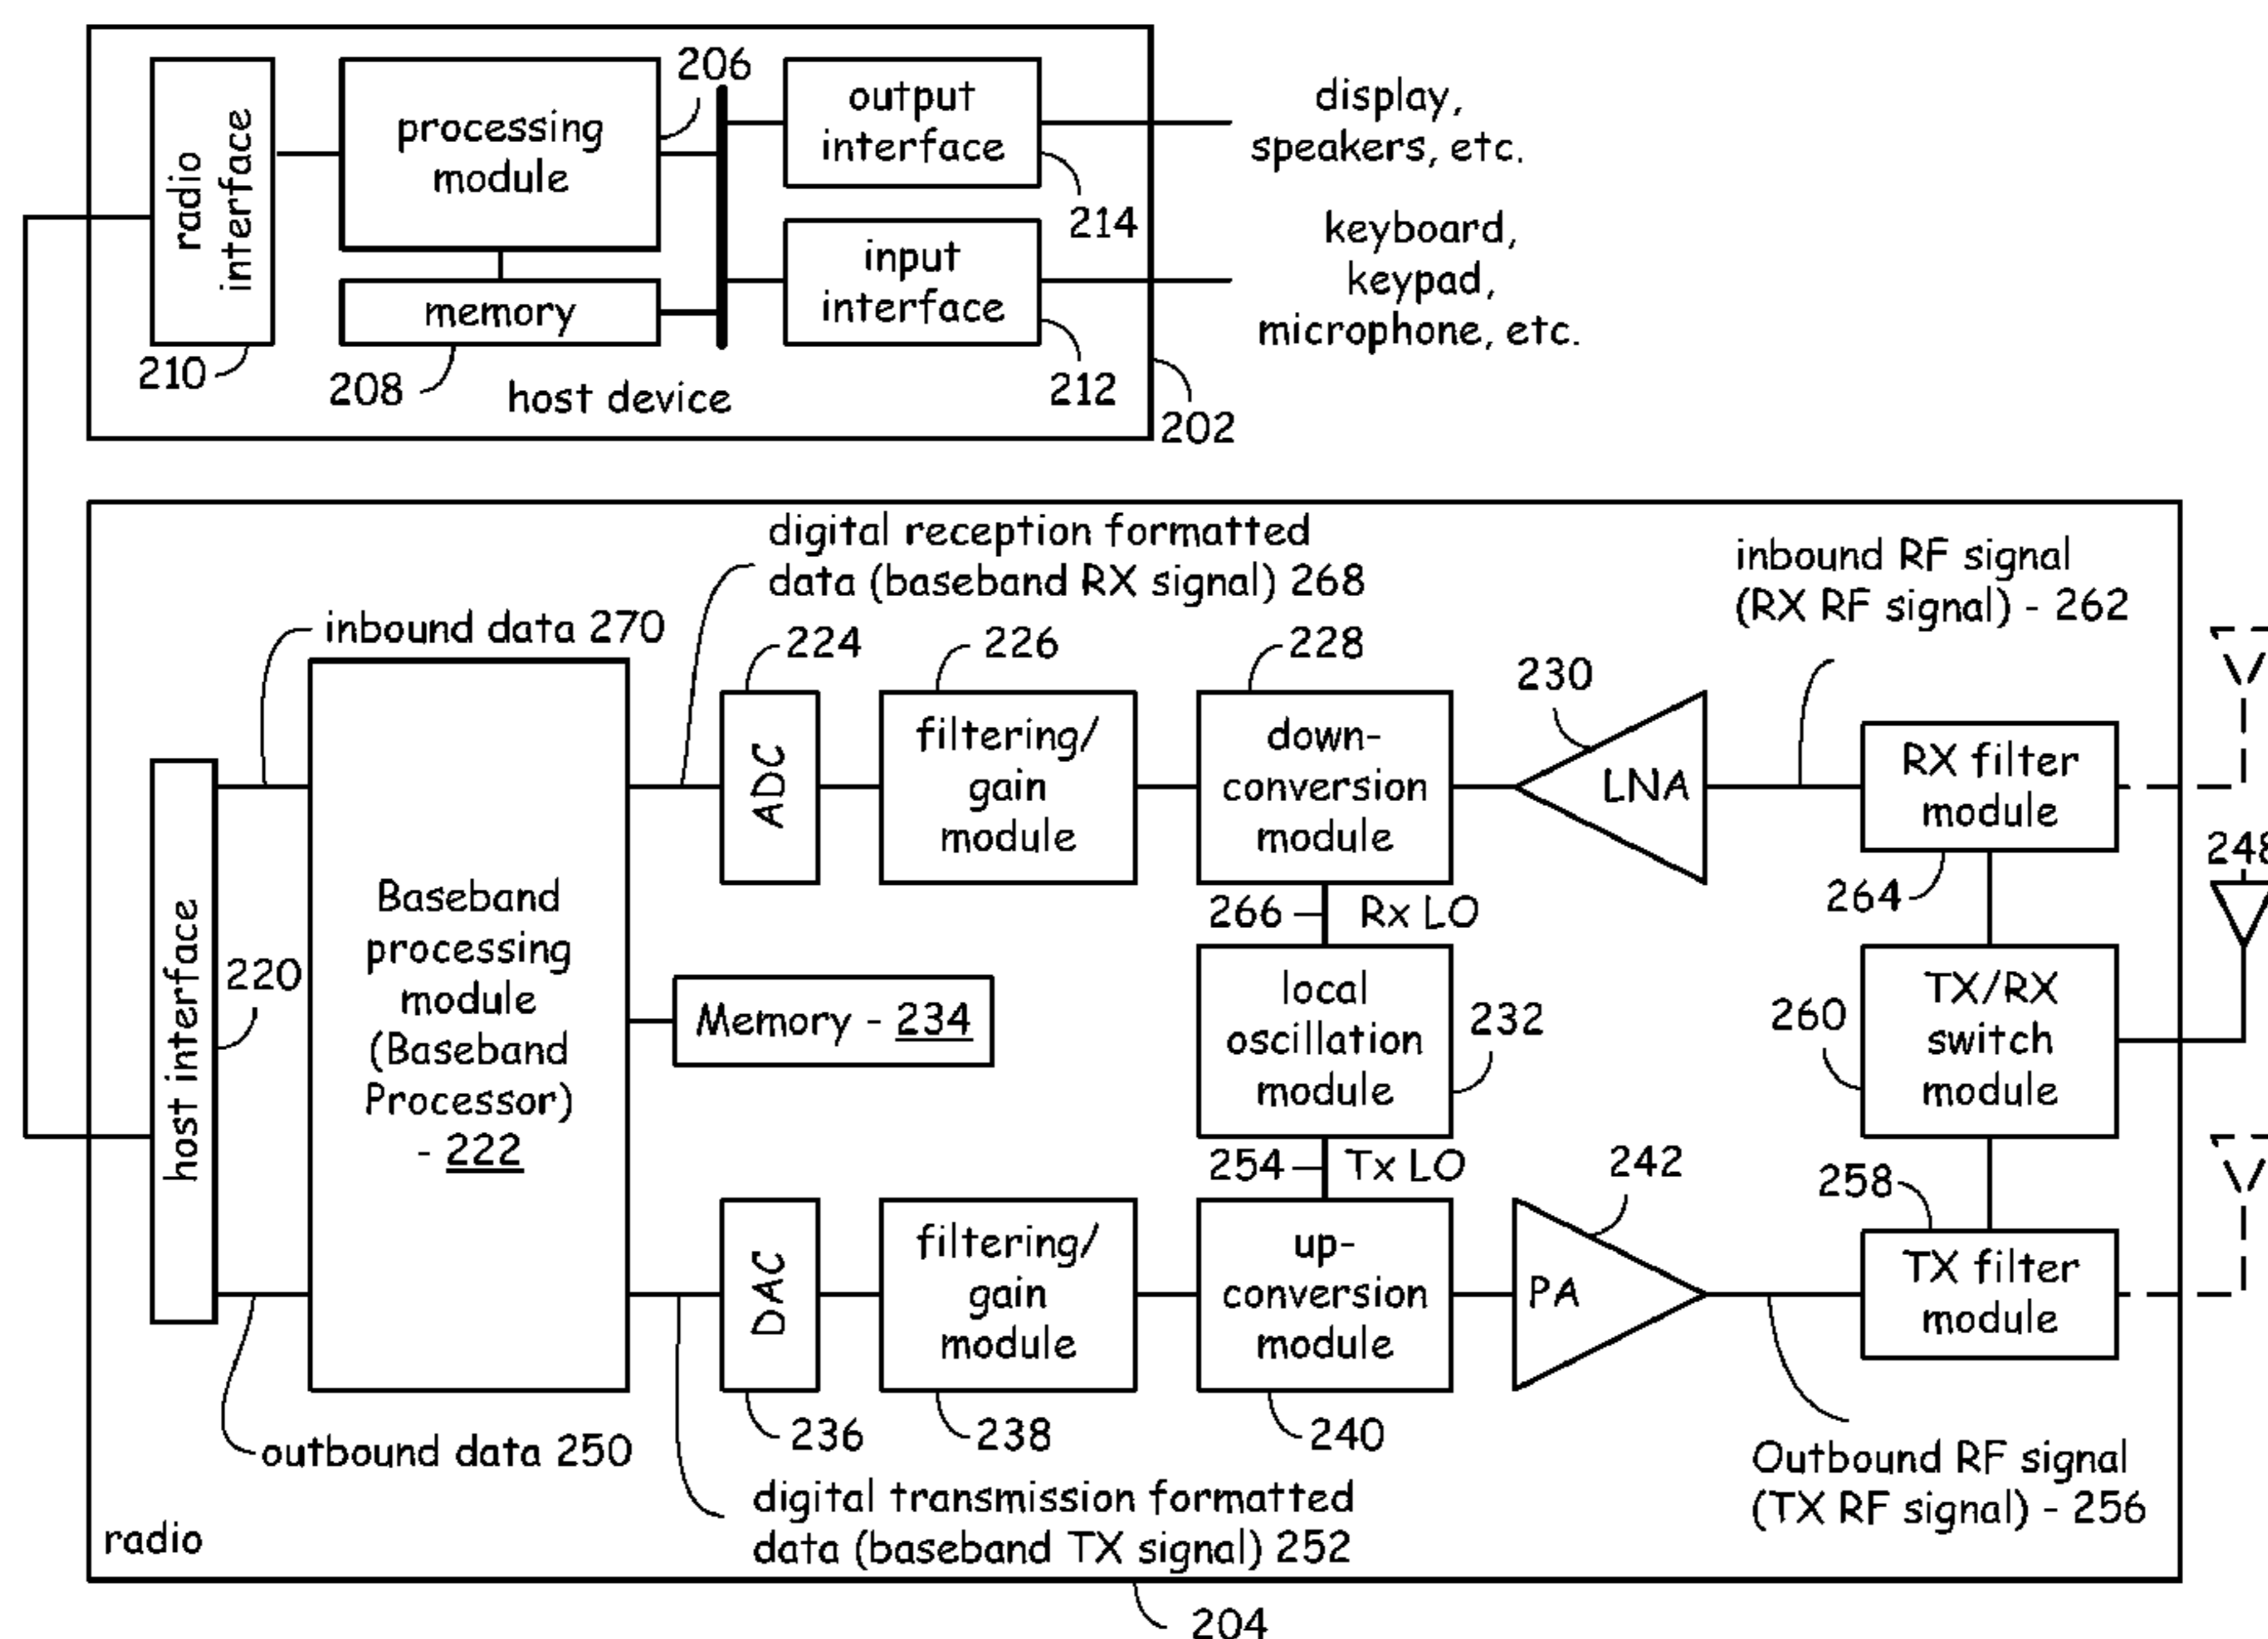 206
output
interface
display,
speakers, etc.
processing
module
radio
interface
214
keyboard,
keypad,
microphone, etc.
input
interface
memory
210
208
host device
212
202
digital reception formatted
data (baseband RX signal) 268
inbound RF signal
(RX RF signal) - 262
inbound data 270
224
226
228
230
ADC
filtering/
gain
module
down-
conversion
module
LNA
RX filter
module
248
264
266
Rx LO
host interface
220
Baseband
processing
module
(Baseband
Processor)
- 222
Memory - 234
local
oscillation
module
232
260
TX/RX
switch
module
254
Tx LO
242
258
DAC
filtering/
gain
module
up-
conversion
module
PA
TX filter
module
236
238
240
outbound data 250
Outbound RF signal
(TX RF signal) - 256
digital transmission formatted
data (baseband TX signal) 252
radio
204